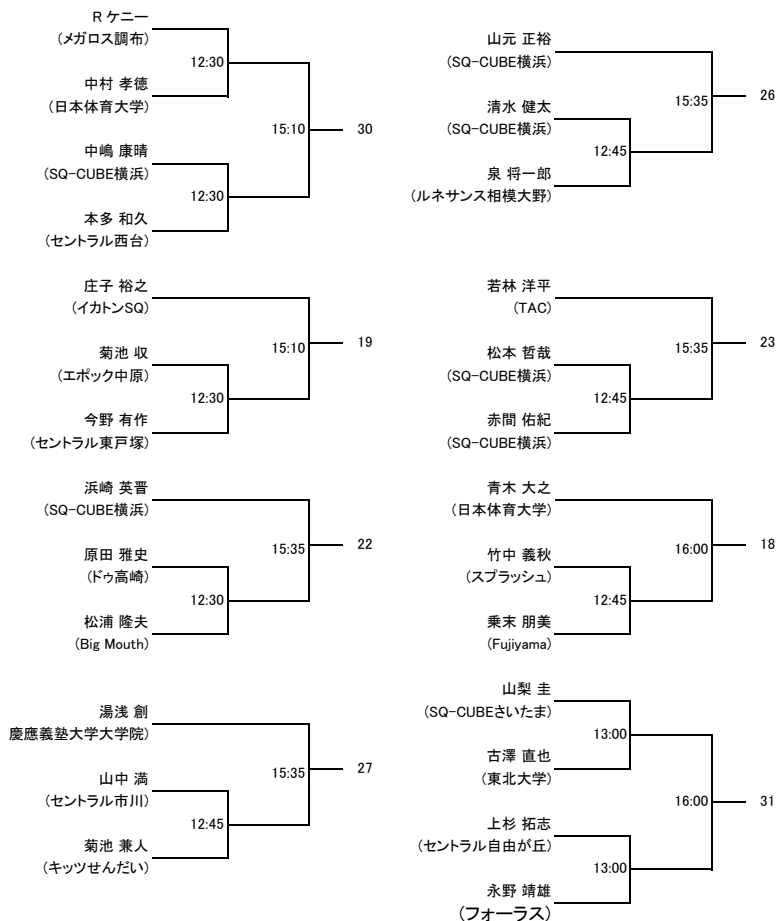 R ケニー
(メガロス調布)
12:30
中村 孝徳
(日本体育大学)
15:10
30
中嶋 康晴
(SQ-CUBE横浜)
12:30
本多 和久
(セントラル西台)
庄子 裕之
(イカトンSQ)
15:10
19
菊池 収
(エポック中原)
12:30
今野 有作
(セントラル東戸塚)
浜崎 英晋
(SQ-CUBE横浜)
15:35
22
原田 雅史
(ドゥ高崎)
12:30
松浦 隆夫
(Big Mouth)
湯浅 創
慶應義塾大学大学院)
15:35
27
山中 満
(セントラル市川)
12:45
菊池 兼人
(キッツせんだい)
山元 正裕
(SQ-CUBE横浜)
15:35
26
清水 健太
(SQ-CUBE横浜)
12:45
泉 将一郎
(ルネサンス相模大野)
若林 洋平
(TAC)
15:35
23
松本 哲哉
(SQ-CUBE横浜)
12:45
赤間 佑紀
(SQ-CUBE横浜)
青木 大之
(日本体育大学)
16:00
18
竹中 義秋
(スプラッシュ)
12:45
乗末 朋美
(Fujiyama)
山梨 圭
(SQ-CUBEさいたま)
13:00
古澤 直也
(東北大学)
16:00
31
上杉 拓志
(セントラル自由が丘)
13:00
永野 靖雄
(フォーラス)